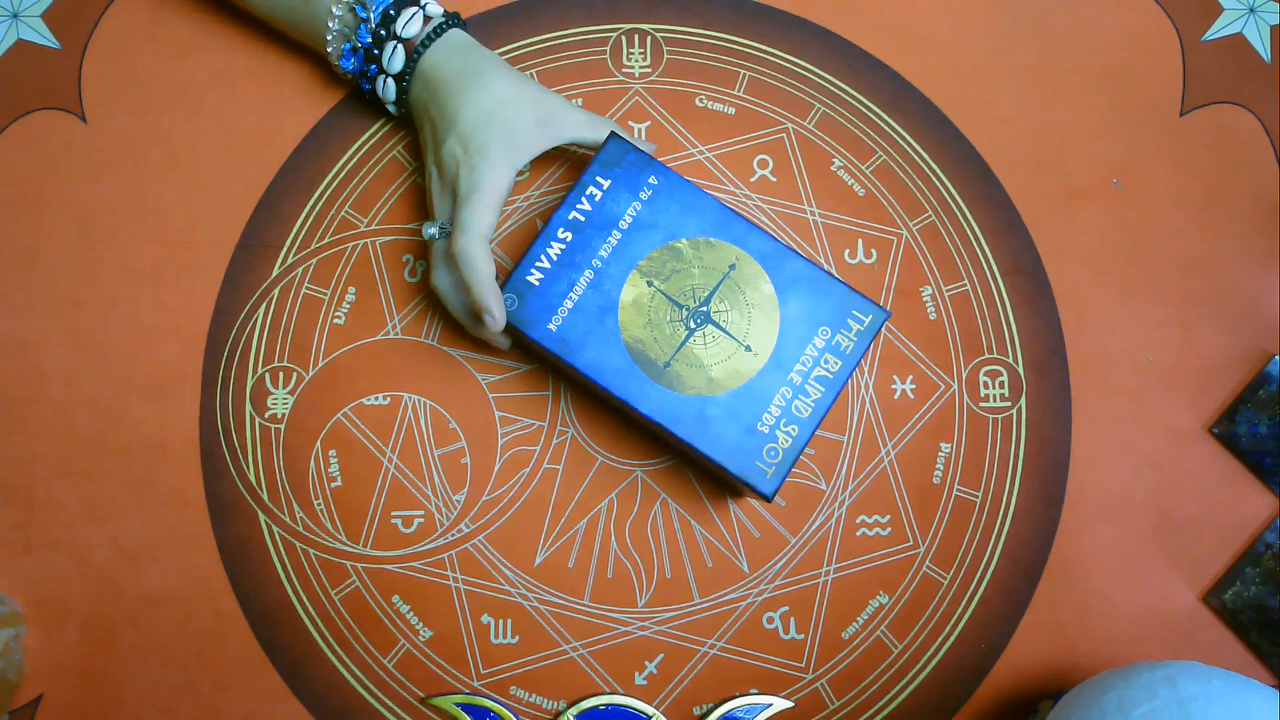 THE BLIND SPOT
ORACLE CARDS
A 78 CARD DECK & GUIDEBOOK
TEAL SWAN
Gemin
Taurus
Aries
Pisces
Aquarius
Scorpio
Libra
Virgo